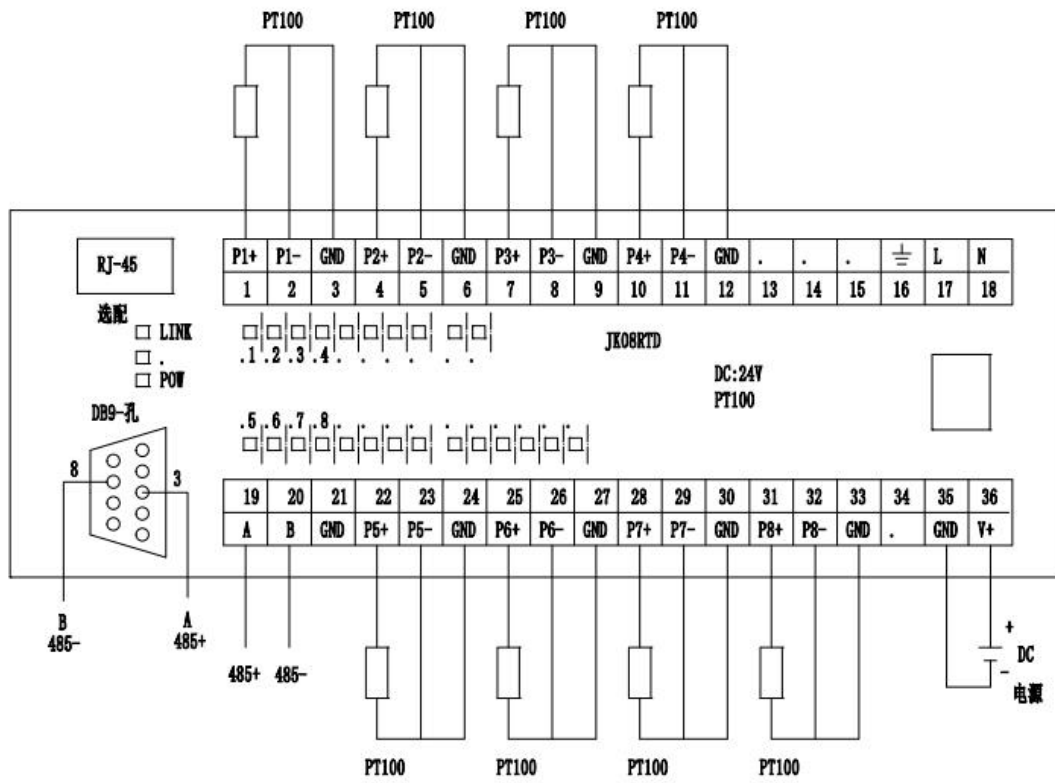 PT100 PT100 PT100 PT100
RJ-45
P1+ P1- GND P2+ P2- GND P3+ P3- GND P4+ P4- GND . . . L N
1 2 3 4 5 6 7 8 9 10 11 12 13 14 15 16 17 18
选配
LINK
.
POW
.1 .2 .3 .4 . . . . . .
JK08RTD
DC:24V
PT100
DB9-孔
8
3
.5 .6 .7 .8 . . . . . . . . . .
19 20 21 22 23 24 25 26 27 28 29 30 31 32 33 34 35 36
A B GND P5+ P5- GND P6+ P6- GND P7+ P7- GND P8+ P8- GND . GND V+
B
485-
A
485+
485+ 485-
+
DC
-
电源
PT100 PT100 PT100 PT100